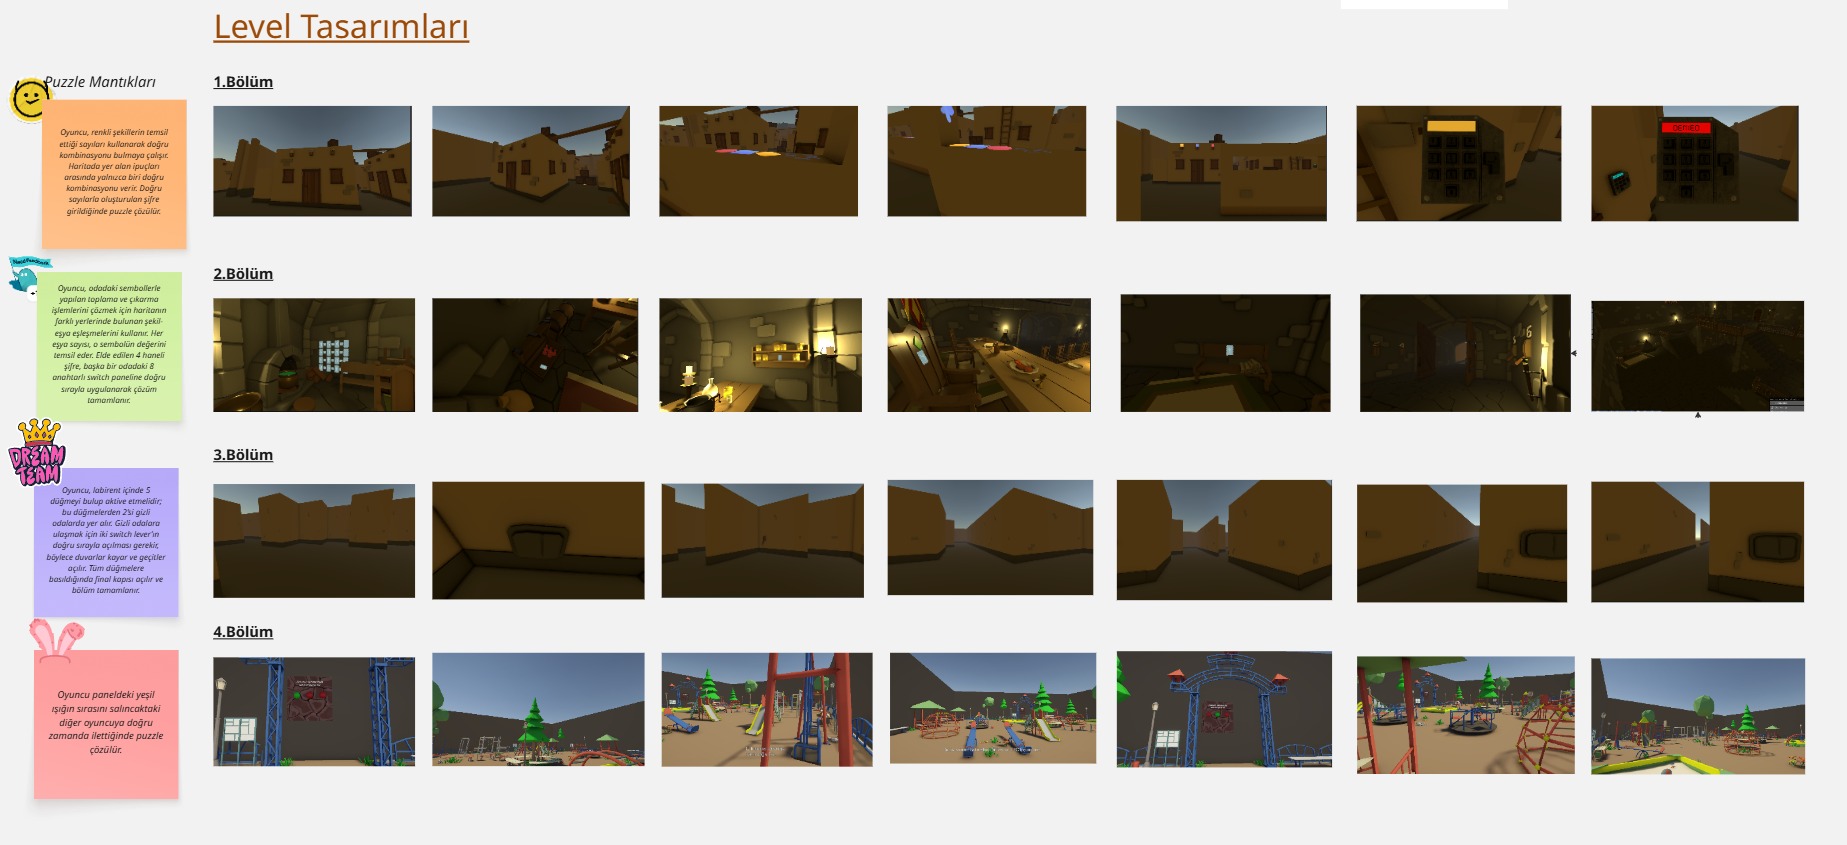 Level Tasarımları
Puzzle Mantıkları
1.Bölüm
Oyuncu, renkli şekillerin temsil
ettiği sayıları kullanarak doğru
kombinasyonu bulmaya çalışır.
Haritada yer alan ipuçları
arasında yalnızca biri doğru
kombinasyonu verir. Doğru
sayılarla oluşturulan şifre
girildiğinde puzzle çözülür.
DENIED
2.Bölüm
Oyuncu, odadaki sembollerle
yapılan toplama ve çıkarma
işlemlerini çözmek için haritanın
farklı yerlerinde bulunan şekil-
eşya eşleşmelerini kullanır. Her
eşya sayısı, o sembolün değerini
temsil eder. Elde edilen 4 haneli
şifre, başka bir odadaki 8
anahtarlı switch paneline doğru
sırayla uygulanarak çözüm
tamamlanır.
3.Bölüm
DREAM
TEAM
Oyuncu, labirent içinde 5
düğmeyi bulup aktive etmelidir;
bu düğmelerden 2'si gizli
odalarda yer alır. Gizli odalara
ulaşmak için iki switch lever'ın
doğru sırayla açılması gerekir,
böylece duvarlar kayar ve geçitler
açılır. Tüm düğmelere
basıldığında final kapısı açılır ve
bölüm tamamlanır.
4.Bölüm
Oyuncu paneldeki yeşil
ışığın sırasını salıncaktaki
diğer oyuncuya doğru
zamanda ilettiğinde puzzle
çözülür.